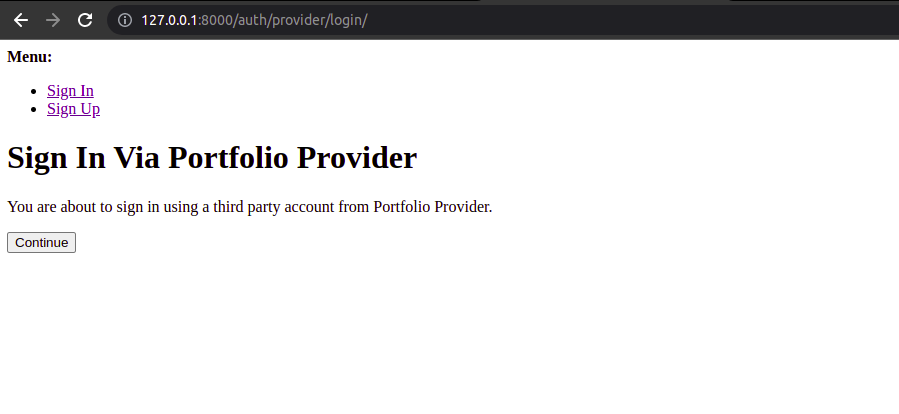 127.0.0.1:8000/auth/provider/login/
Menu:
Sign In
Sign Up
Sign In Via Portfolio Provider
You are about to sign in using a third party account from Portfolio Provider.
Continue